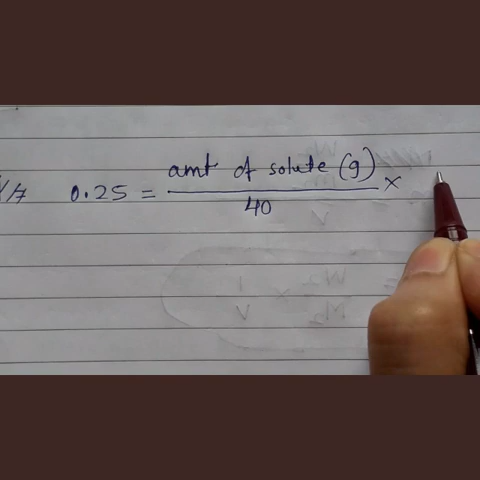 0.25 = amt of solute (g) ×
40